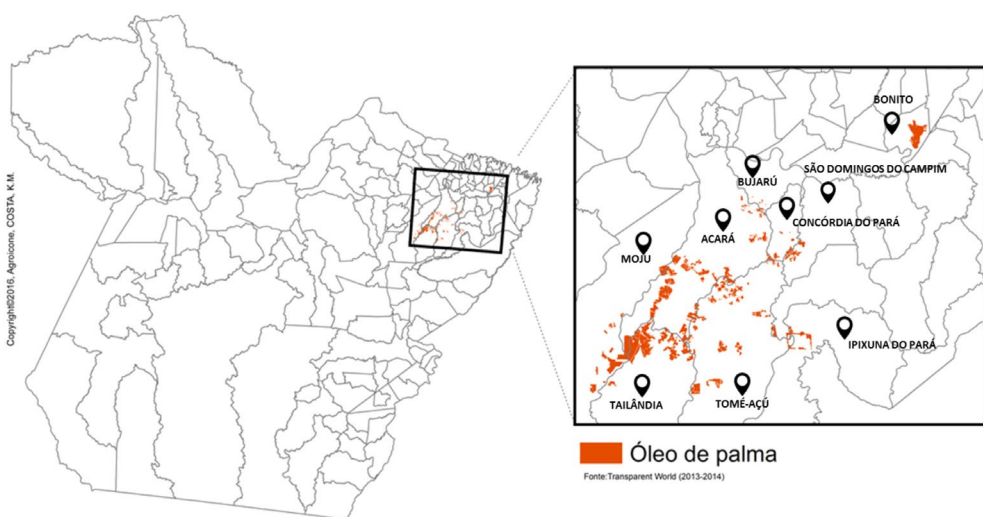 Copyright©2016, Agroicone, COSTA, K.M.
BONITO
SÃO DOMINGOS DO CAMPIM
BUJARÚ
CONCÓRDIA DO PARÁ
ACARÁ
MOJU
IPIXUNA DO PARÁ
TAILÂNDIA
TOMÉ-AÇÚ
Óleo de palma
Fonte:Transparent World (2013-2014)